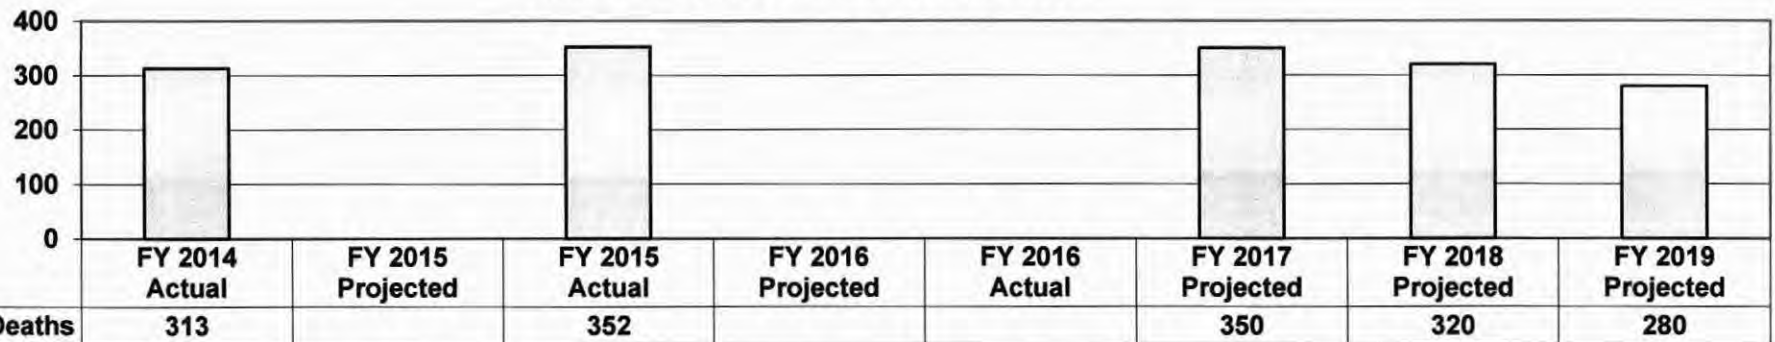 400
300
200
100
0
FY 2014 FY 2015 FY 2015 FY 2016 FY 2016 FY 2017 FY 2018 FY 2019
Actual Projected Actual Projected Actual Projected Projected Projected
Deaths 313 352 350 320 280